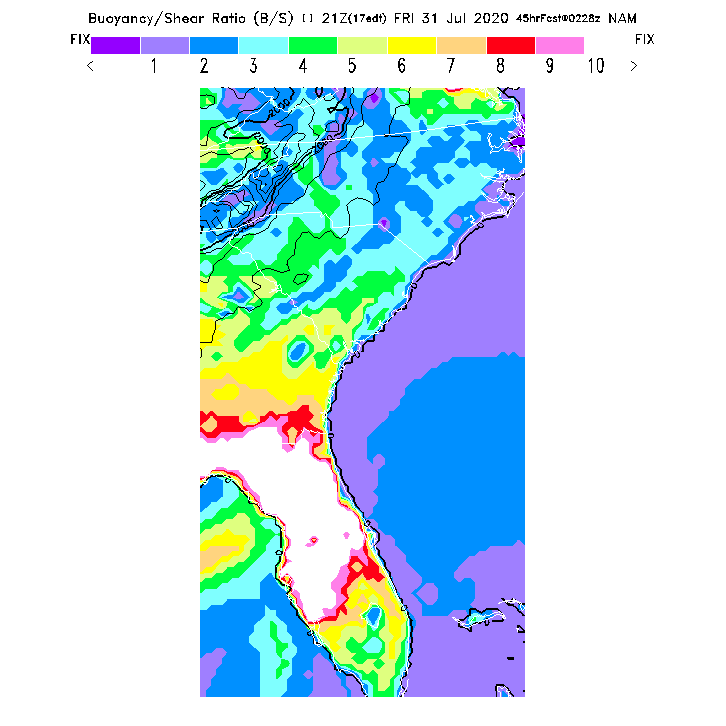 Buoyancy/Shear Ratio (B/S) [] 21Z(17edt) FRI 31 Jul 2020 45hrFcst@0228z NAM
FIX FIX
< 1 2 3 4 5 6 7 8 9 10 >